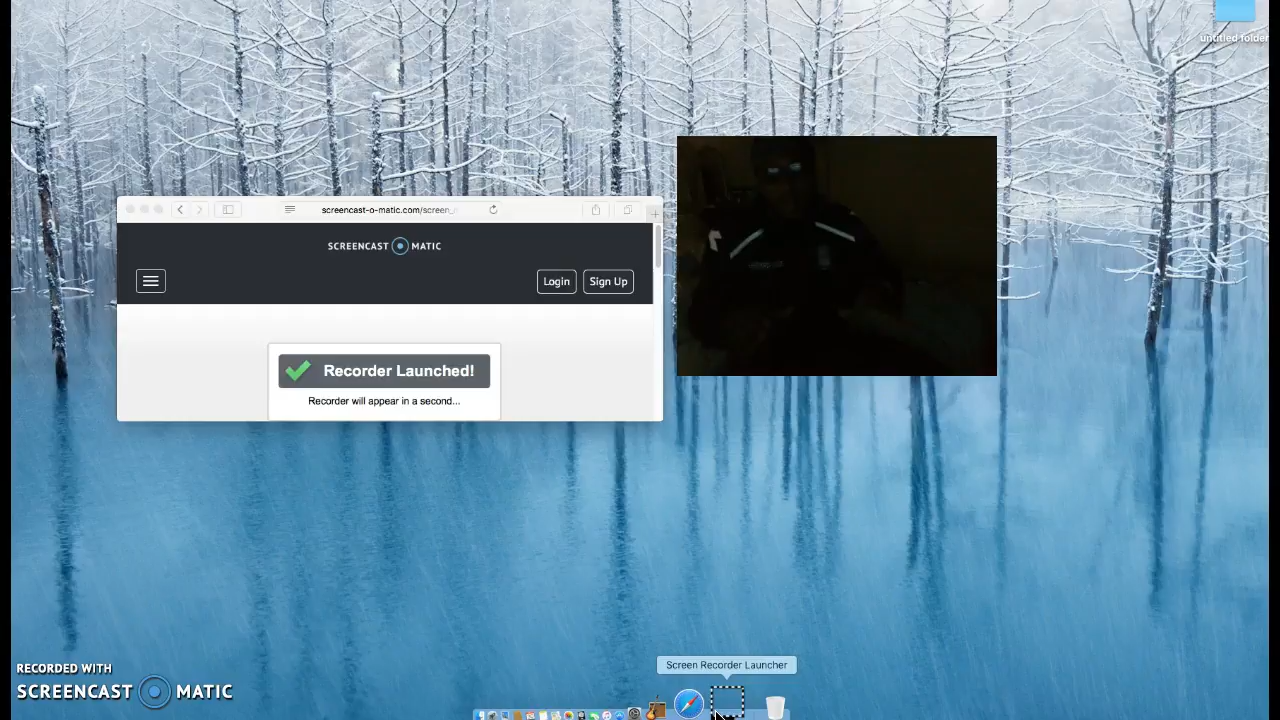 untitled folder
screencast-o-matic.com/screen_
SCREENCAST MATIC
Login
Sign Up
Recorder Launched!
Recorder will appear in a second...
Screen Recorder Launcher
RECORDED WITH
SCREENCAST MATIC